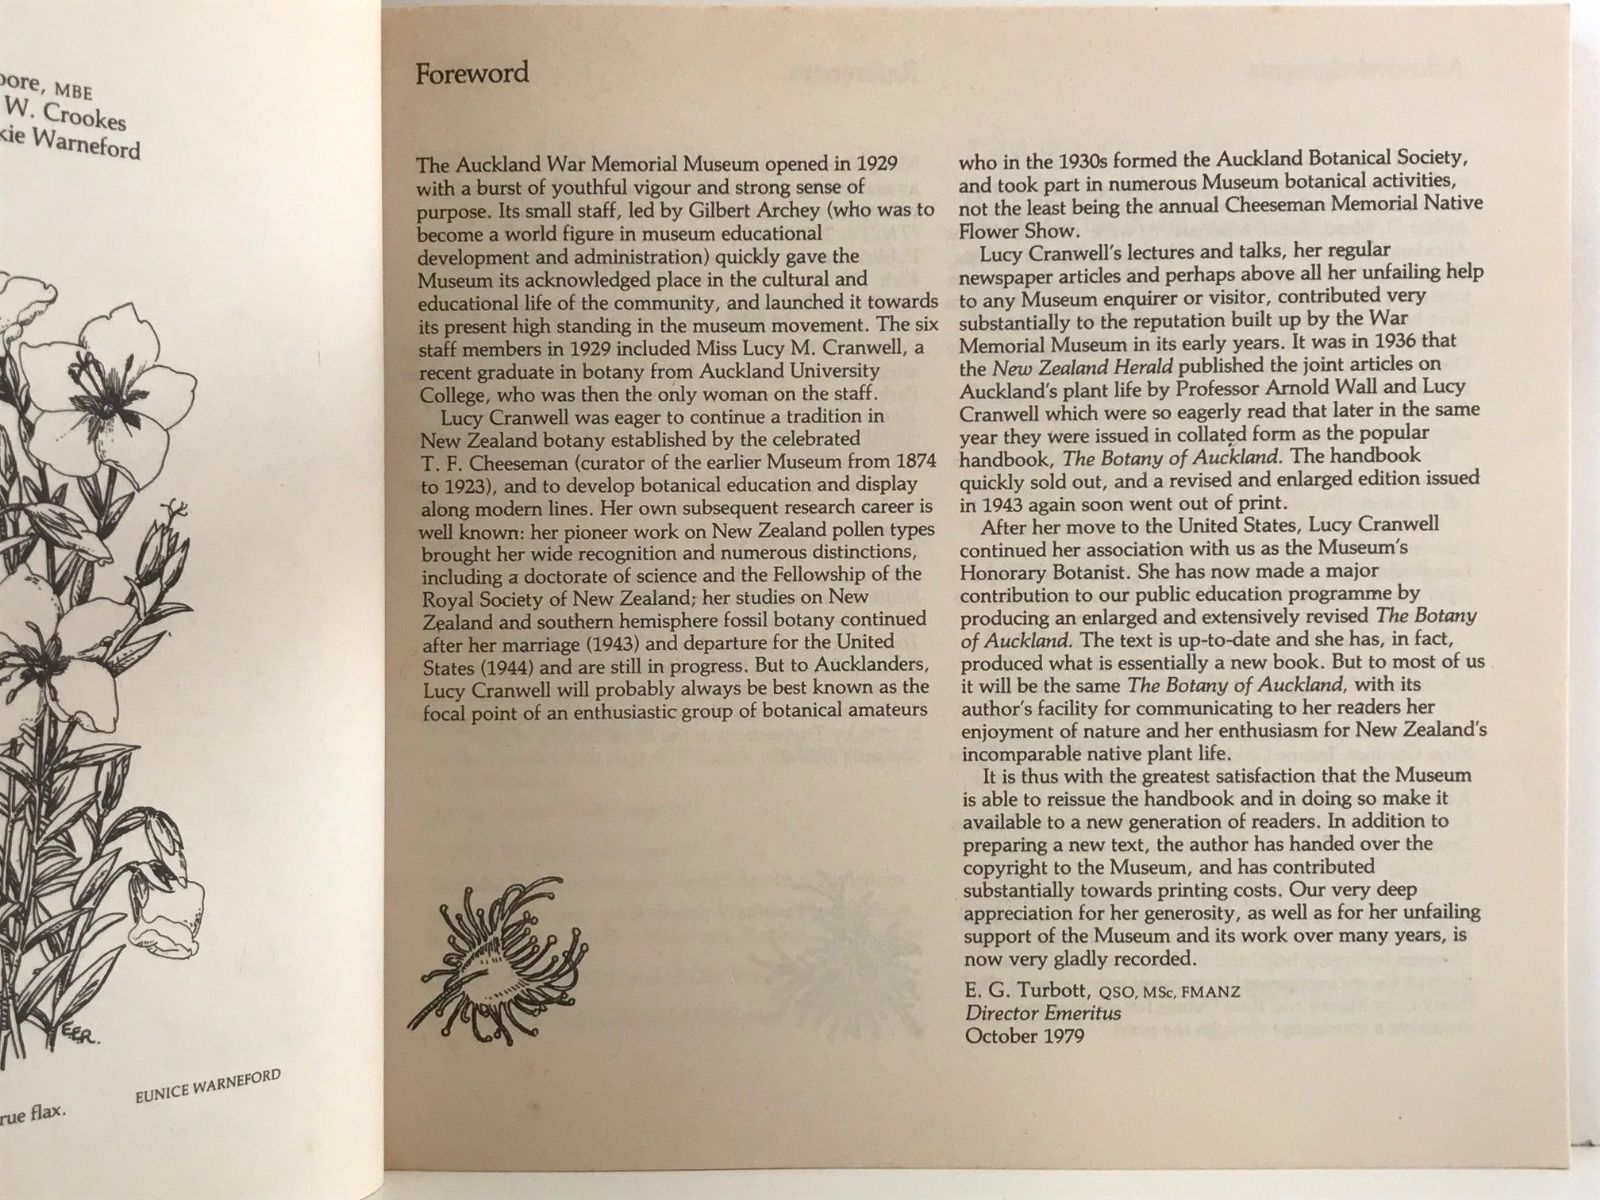 MBE
W. Crookes
Warneford
EER.
EUNICE WARNEFORD
flax.
Foreword
The Auckland War Memorial Museum opened in 1929
with a burst of youthful vigour and strong sense of
purpose. Its small staff, led by Gilbert Archey (who was to
become a world figure in museum educational
development and administration) quickly gave the
Museum its acknowledged place in the cultural and
educational life of the community, and launched it towards
its present high standing in the museum movement. The six
staff members in 1929 included Miss Lucy M. Cranwell, a
recent graduate in botany from Auckland University
College, who was then the only woman on the staff.
Lucy Cranwell was eager to continue a tradition in
New Zealand botany established by the celebrated
T. F. Cheeseman (curator of the earlier Museum from 1874
to 1923), and to develop botanical education and display
along modern lines. Her own subsequent research career is
well known: her pioneer work on New Zealand pollen types
brought her wide recognition and numerous distinctions,
including a doctorate of science and the Fellowship of the
Royal Society of New Zealand; her studies on New
Zealand and southern hemisphere fossil botany continued
after her marriage (1943) and departure for the United
States (1944) and are still in progress. But to Aucklanders,
Lucy Cranwell will probably always be best known as the
focal point of an enthusiastic group of botanical amateurs
who in the 1930s formed the Auckland Botanical Society,
and took part in numerous Museum botanical activities,
not the least being the annual Cheeseman Memorial Native
Flower Show.
Lucy Cranwell's lectures and talks, her regular
newspaper articles and perhaps above all her unfailing help
to any Museum enquirer or visitor, contributed very
substantially to the reputation built up by the War
Memorial Museum in its early years. It was in 1936 that
the New Zealand Herald published the joint articles on
Auckland's plant life by Professor Arnold Wall and Lucy
Cranwell which were so eagerly read that later in the same
year they were issued in collated form as the popular
handbook, The Botany of Auckland. The handbook
quickly sold out, and a revised and enlarged edition issued
in 1943 again soon went out of print.
After her move to the United States, Lucy Cranwell
continued her association with us as the Museum's
Honorary Botanist. She has now made a major
contribution to our public education programme by
producing an enlarged and extensively revised The Botany
of Auckland. The text is up-to-date and she has, in fact,
produced what is essentially a new book. But to most of us
it will be the same The Botany of Auckland, with its
author's facility for communicating to her readers her
enjoyment of nature and her enthusiasm for New Zealand's
incomparable native plant life.
It is thus with the greatest satisfaction that the Museum
is able to reissue the handbook and in doing so make it
available to a new generation of readers. In addition to
preparing a new text, the author has handed over the
copyright to the Museum, and has contributed
substantially towards printing costs. Our very deep
appreciation for her generosity, as well as for her unfailing
support of the Museum and its work over many years, is
now very gladly recorded.
E. G. Turbott, QSO, MSc, FMANZ
Director Emeritus
October 1979